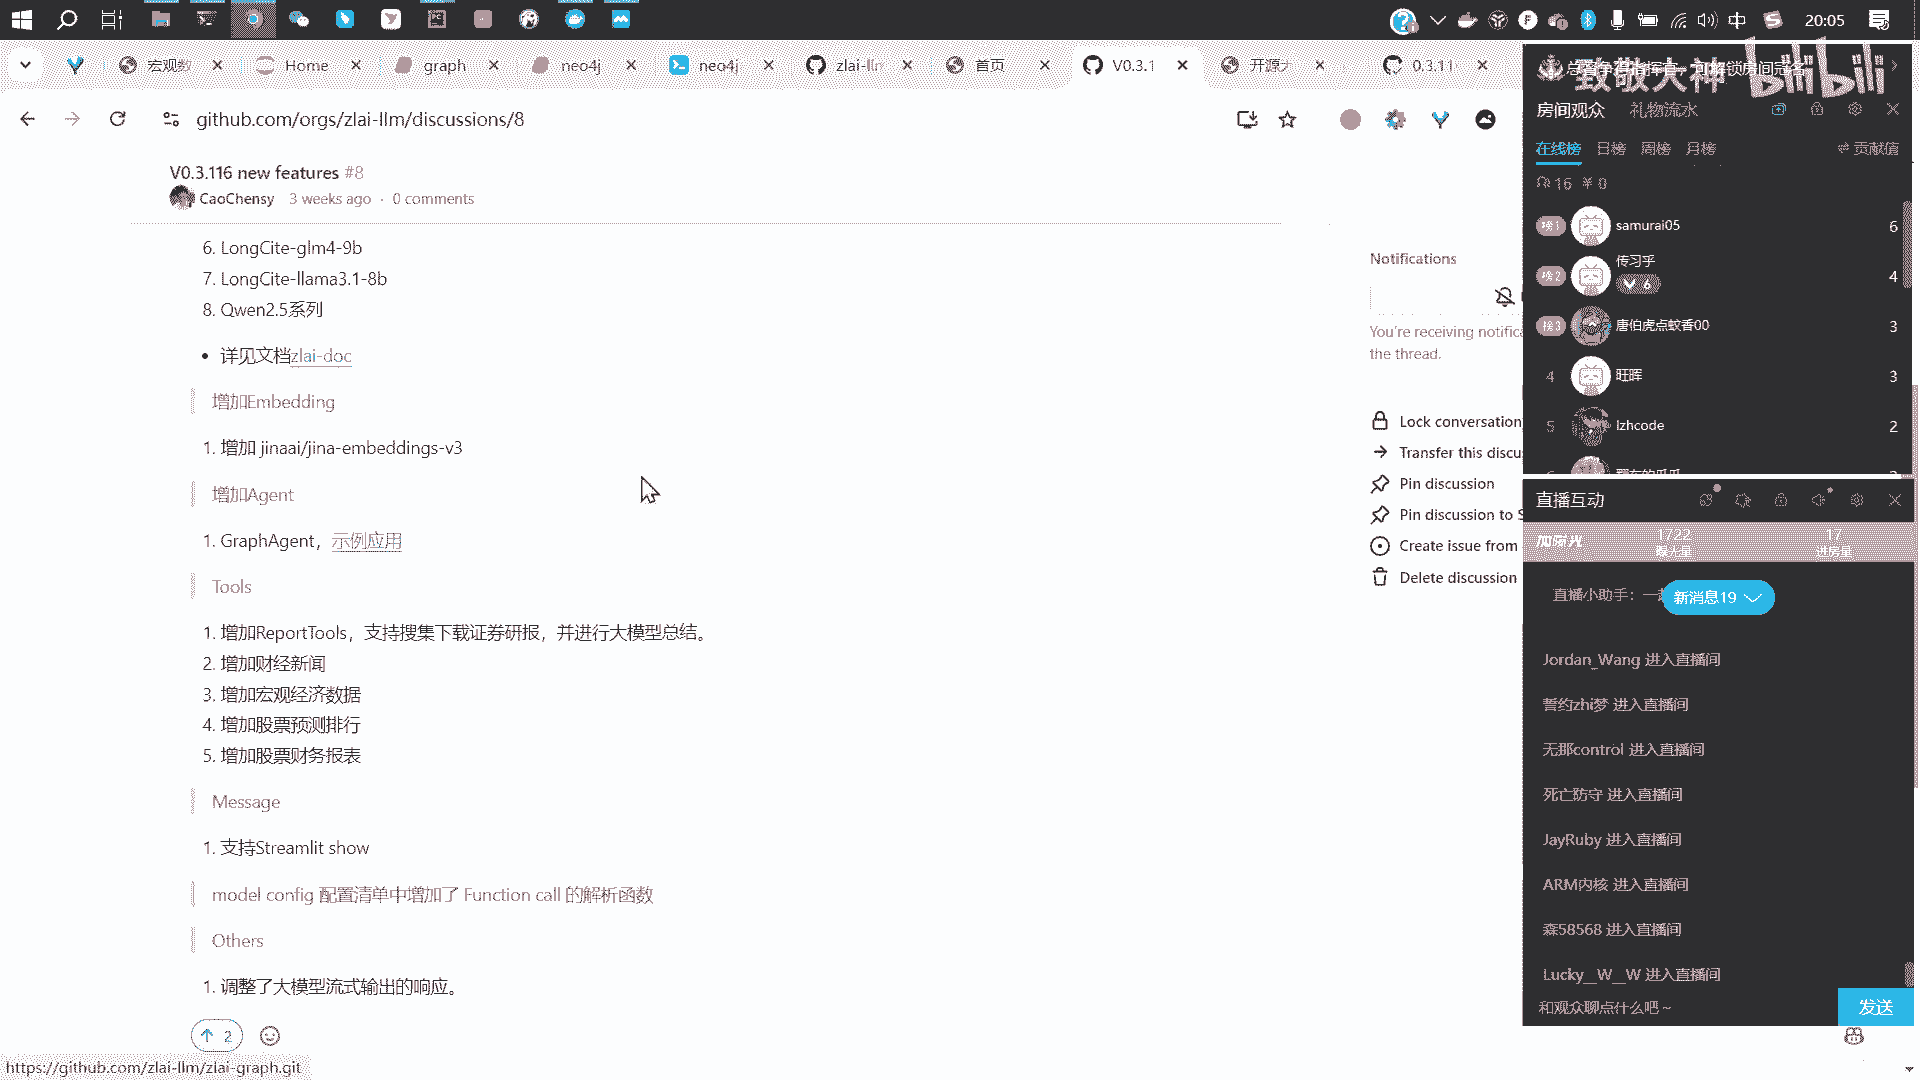 20:05
中
宏观数
Home
graph
neo4j
neo4j
zlai-llm
首页
V0.3.1
开源大
0.3.11
github.com/orgs/zlai-llm/discussions/8
V0.3.116 new features #8
CaoChensy 3 weeks ago · 0 comments
6. LongCite-glm4-9b
7. LongCite-llama3.1-8b
8. Qwen2.5系列
• 详见文档zlai-doc
增加Embedding
1. 增加 jinaai/jina-embeddings-v3
增加Agent
1. GraphAgent，示例应用
Tools
1. 增加ReportTools，支持搜集下载证券研报，并进行大模型总结。
2. 增加财经新闻
3. 增加宏观经济数据
4. 增加股票预测排行
5. 增加股票财务报表
Message
1. 支持Streamlit show
model config 配置清单中增加了 Function call 的解析函数
Others
1. 调整了大模型流式输出的响应。
2
https://github.com/zlai-llm/zlai-graph.git
Notifications
You're receiving notific
the thread.
Lock conversation
Transfer this discu
Pin discussion
Pin discussion to
Create issue from
Delete discussion
致敬大神
bilibili
房间观众 礼物流水
在线榜 日榜 周榜 月榜 贡献值
16 ¥ 0
榜1 samurai05 6
榜2 传习乎 4
6
榜3 唐伯虎点蚊香00 3
4 旺晖 3
5 lzhcode 2
直播互动
加曝光 1722 17
曝光量 进房量
直播小助手：一起
新消息19
Jordan_Wang 进入直播间
誓约zhi梦 进入直播间
无那control 进入直播间
死亡防守 进入直播间
JayRuby 进入直播间
ARM内核 进入直播间
森58568 进入直播间
Lucky__W__W 进入直播间
和观众聊点什么吧~
发送